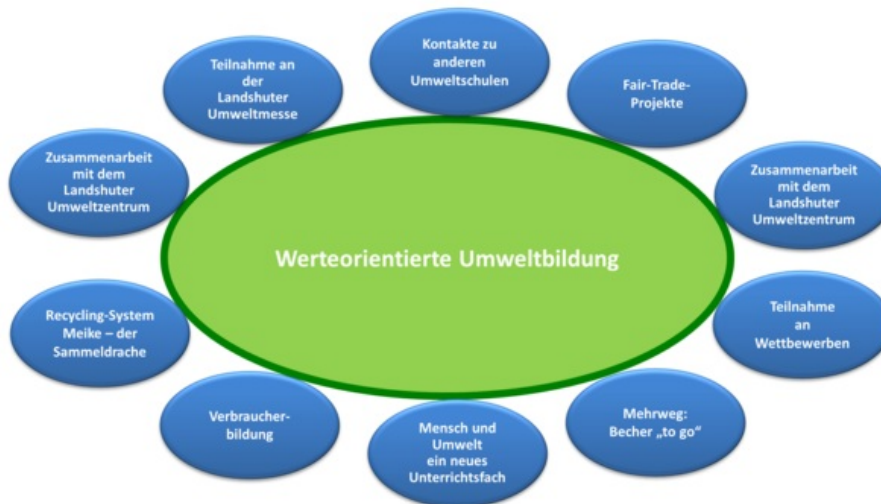 Kontakte zu
anderen
Umweltschulen
Teilnahme an
der
Landshuter
Umweltmesse
Fair-Trade-
Projekte
Zusammenarbeit
mit dem
Landshuter
Umweltzentrum
Zusammenarbeit
mit dem
Landshuter
Umweltzentrum
Werteorientierte Umweltbildung
Recycling-System
Meike – der
Sammeldrache
Teilnahme
an
Wettbewerben
Verbraucher-
bildung
Mensch und
Umwelt
ein neues
Unterrichtsfach
Mehrweg:
Becher „to go“